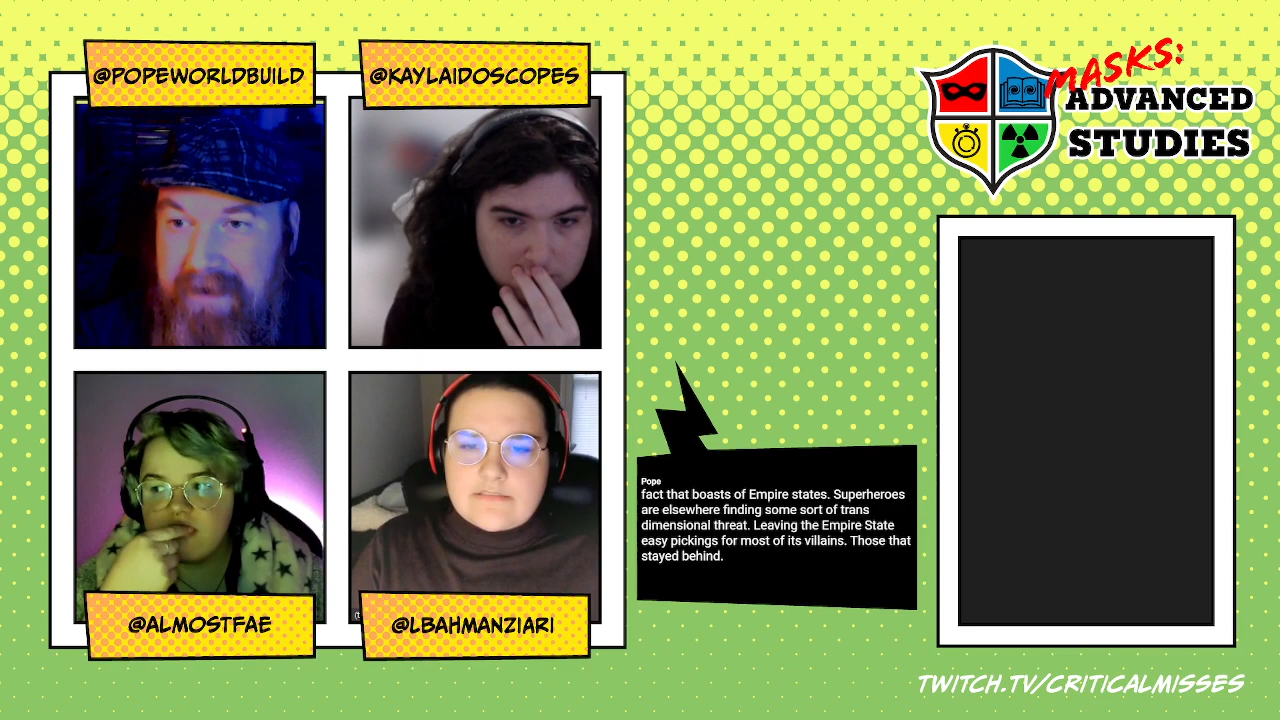 @POPEWORLDBUILD
@KAYLAIDOSCOPES
MASKS:
ADVANCED
STUDIES
Pope
fact that boasts of Empire states. Superheroes
are elsewhere finding some sort of trans
dimensional threat. Leaving the Empire State
easy pickings for most of its villains. Those that
stayed behind.
@ALMOSTFAE
@LBAHMANZIARI
TWITCH.TV/CRITICALMISSES